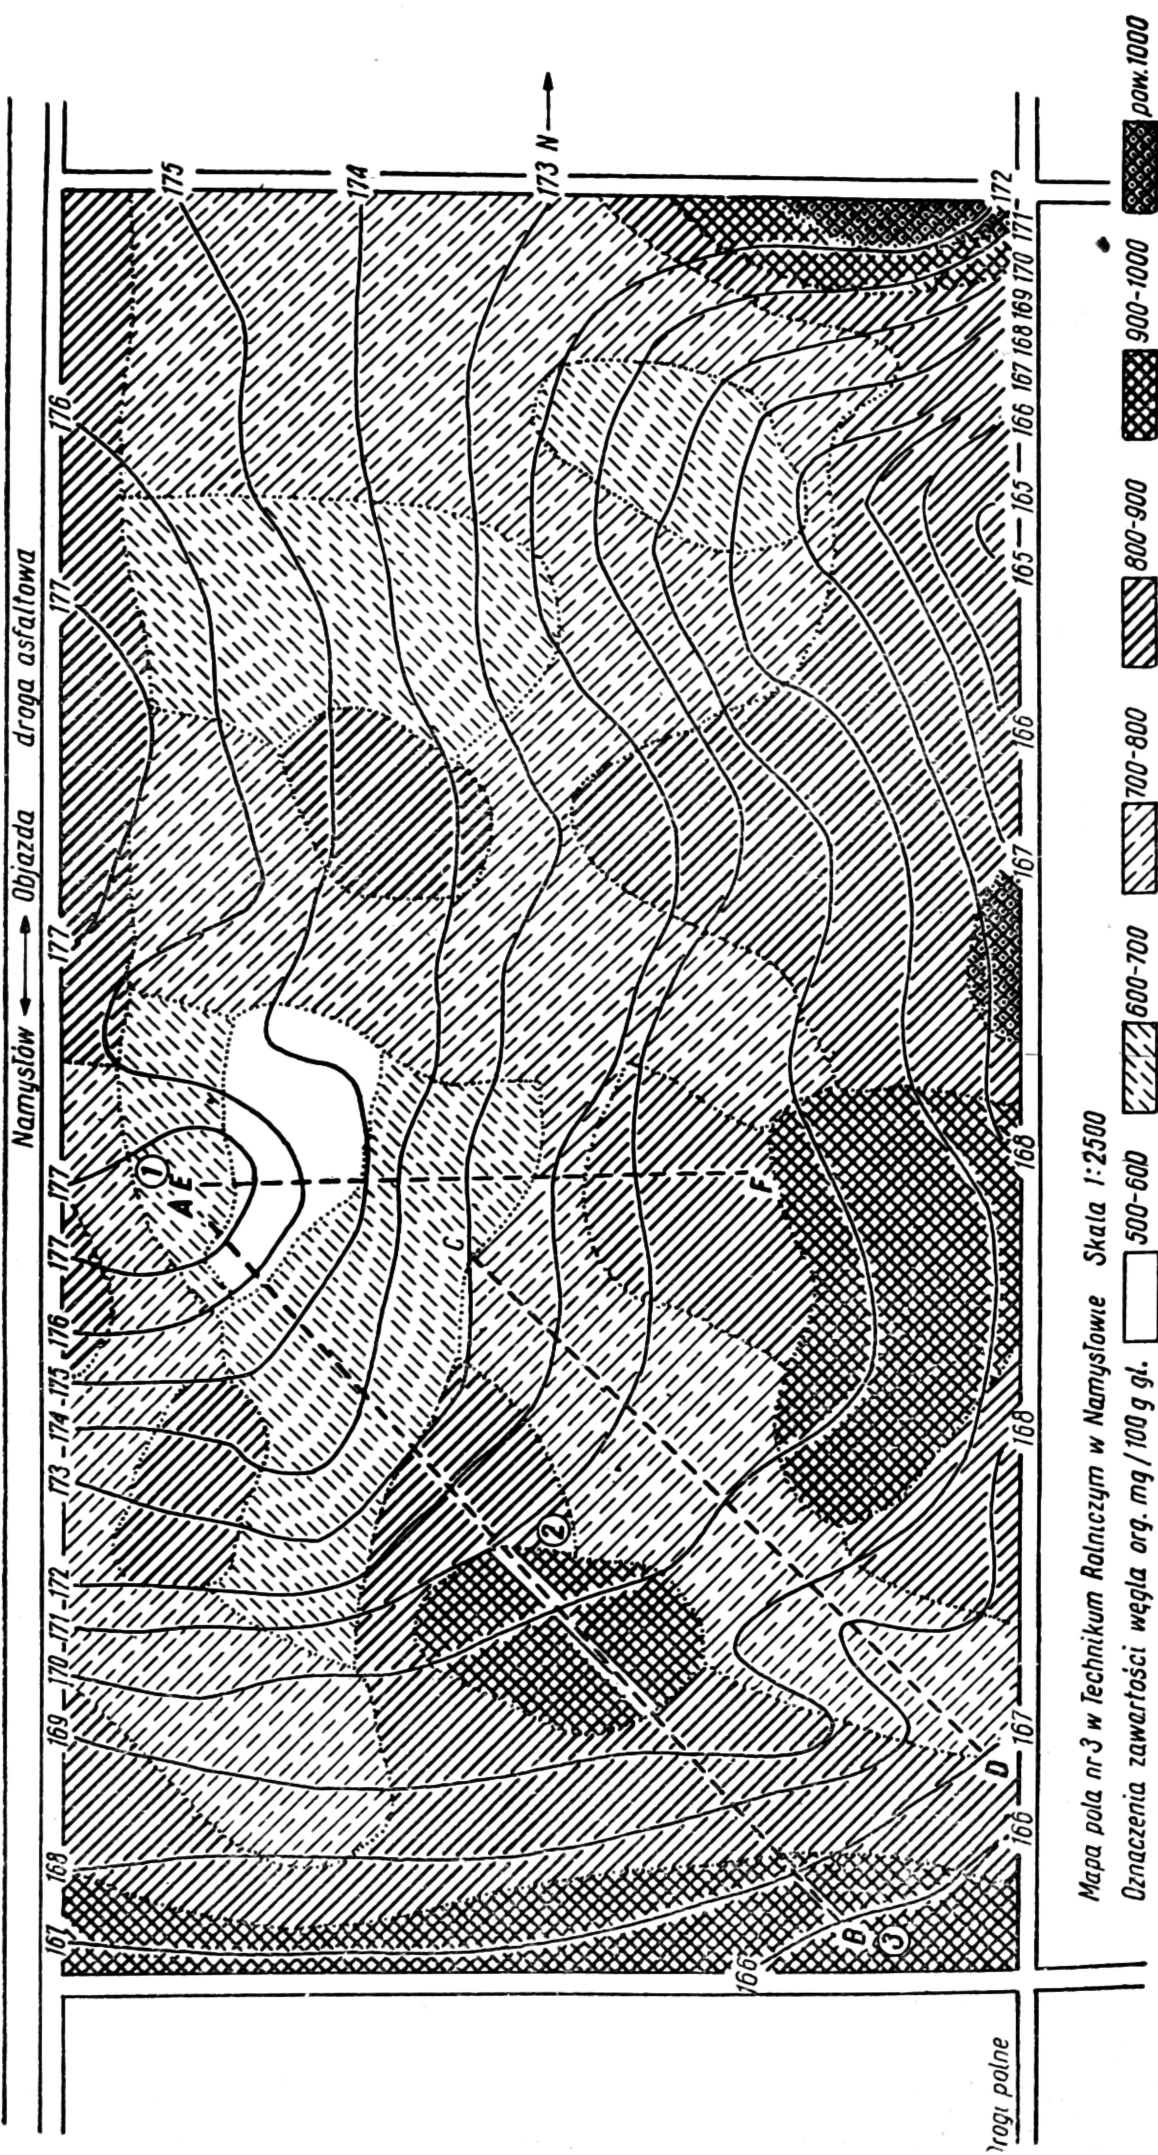 Namysłów ⟷ Objazda droga asfaltowa
167 168 169 170 171 172 173 174 175 176 177 177 177 177 176
175
174
173 N
172
A E
1
C
F
2
B
3
D
166
166 167 168 168 167 166 165 165 166 167 168 169 170 171
Drogi polne
Mapa pola nr 3 w Technikum Rolniczym w Namysłowie Skala 1:2500
Oznaczenia zawartości węgla org. mg/100 g gl. 500-600 600-700 700-800 800-900 900-1000 pow. 1000